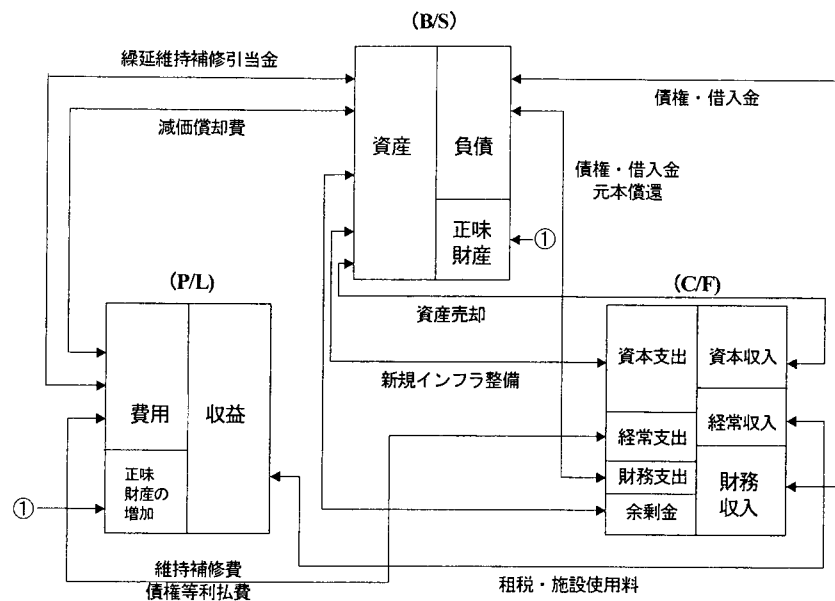 (B/S)
繰延維持補修引当金
減価償却費
資産
負債
正味
財産
①
債権・借入金
債権・借入金
元本償還
(P/L)
費用
収益
正味
財産の
増加
①
資産売却
新規インフラ整備
(C/F)
資本支出
資本収入
経常支出
経常収入
財務支出
財務
収入
余剰金
維持補修費
債権等利払費
租税・施設使用料